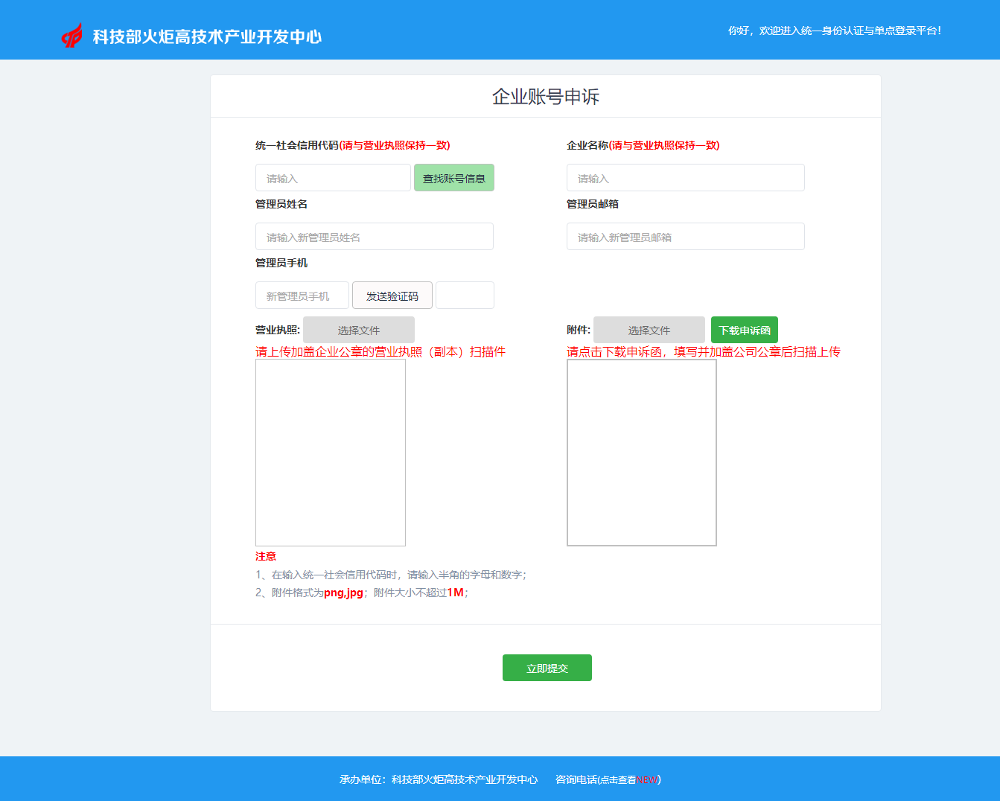 科技部火炬高技术产业开发中心
你好，欢迎进入统一身份认证与单点登录平台！
企业账号申诉
统一社会信用代码(请与营业执照保持一致)
企业名称(请与营业执照保持一致)
请输入
查找账号信息
请输入
管理员姓名
管理员邮箱
请输入新管理员姓名
请输入新管理员邮箱
管理员手机
新管理员手机
发送验证码
营业执照:
选择文件
附件:
选择文件
下载申诉函
请上传加盖企业公章的营业执照（副本）扫描件
请点击下载申诉函，填写并加盖公司公章后扫描上传
注意
1、在输入统一社会信用代码时，请输入半角的字母和数字；
2、附件格式为png,jpg；附件大小不超过1M；
立即提交
承办单位：科技部火炬高技术产业开发中心 咨询电话(点击查看NEW)